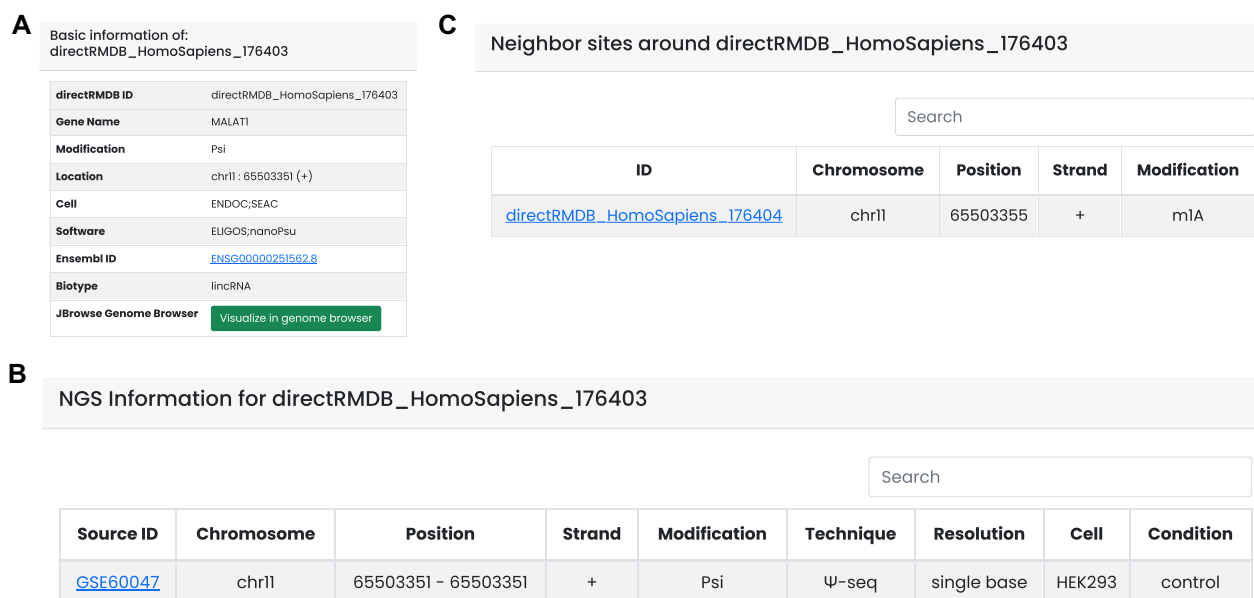 A
Basic information of:
directRMDB_HomoSapiens_176403
directRMDB ID directRMDB_HomoSapiens_176403
Gene Name MALAT1
Modification Psi
Location chr11 : 65503351 (+)
Cell ENDOC;SEAC
Software ELIGOS;nanoPsu
Ensembl ID ENSG00000251562.8
Biotype lincRNA
JBrowse Genome Browser Visualize in genome browser
C
Neighbor sites around directRMDB_HomoSapiens_176403
Search
ID Chromosome Position Strand Modification
directRMDB_HomoSapiens_176404 chr11 65503355 + m1A
B
NGS Information for directRMDB_HomoSapiens_176403
Search
Source ID Chromosome Position Strand Modification Technique Resolution Cell Condition
GSE60047 chr11 65503351 - 65503351 + Psi Ψ-seq single base HEK293 control